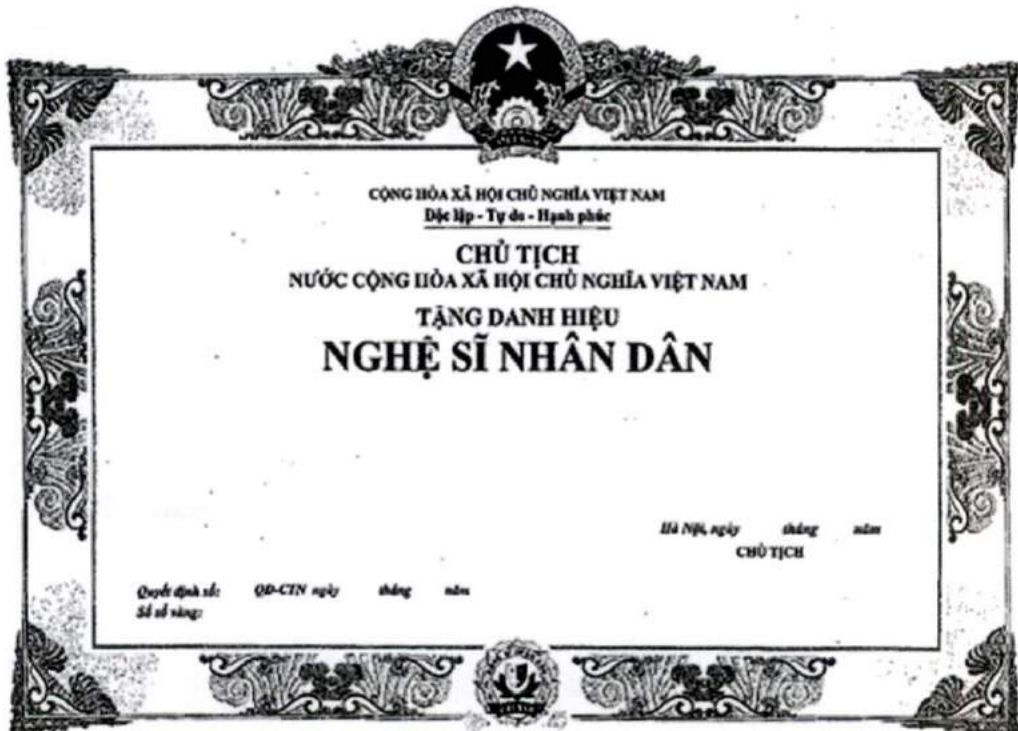 CỘNG HÒA XÃ HỘI CHỦ NGHĨA VIỆT NAM
Độc lập - Tự do - Hạnh phúc
CHỦ TỊCH
NƯỚC CỘNG HÒA XÃ HỘI CHỦ NGHĨA VIỆT NAM
TẶNG DANH HIỆU
NGHỆ SĨ NHÂN DÂN
Hà Nội, ngày tháng năm
CHỦ TỊCH
Quyết định số: QĐ-CTN ngày tháng năm
Số sổ vàng: